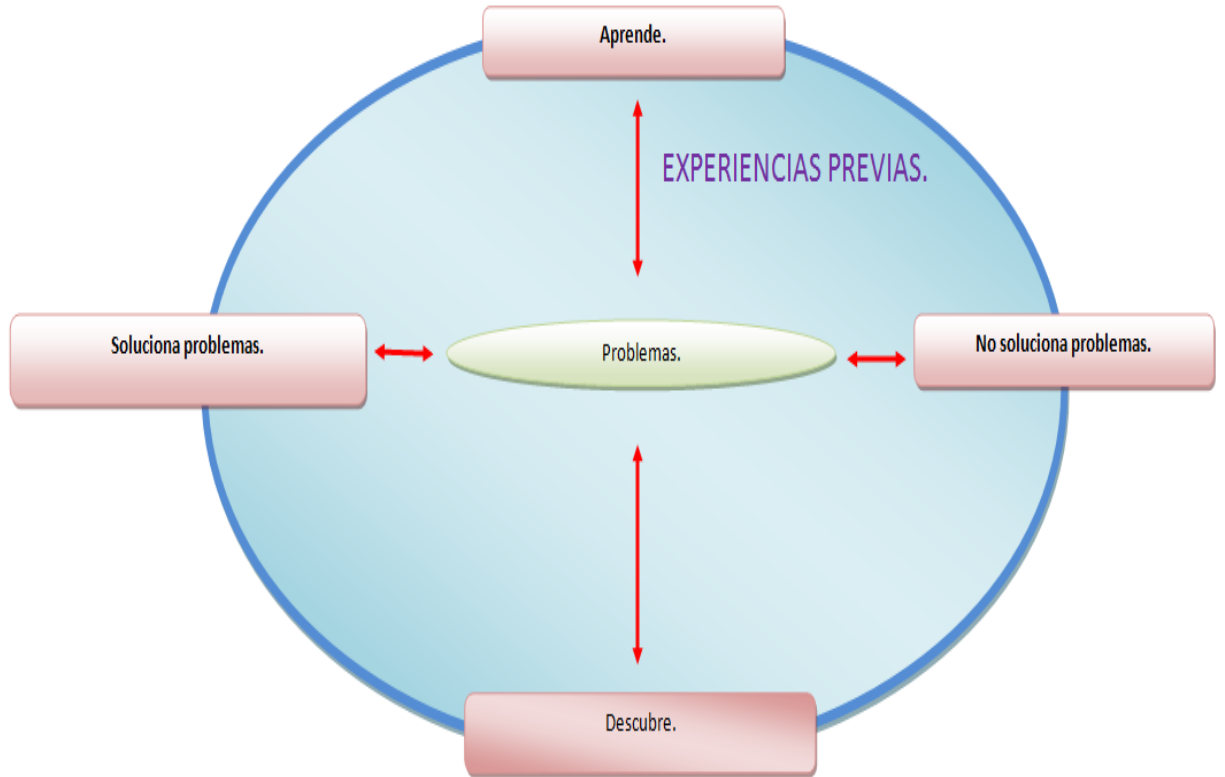 Aprende.
EXPERIENCIAS PREVIAS.
Soluciona problemas.
Problemas.
No soluciona problemas.
Descubre.